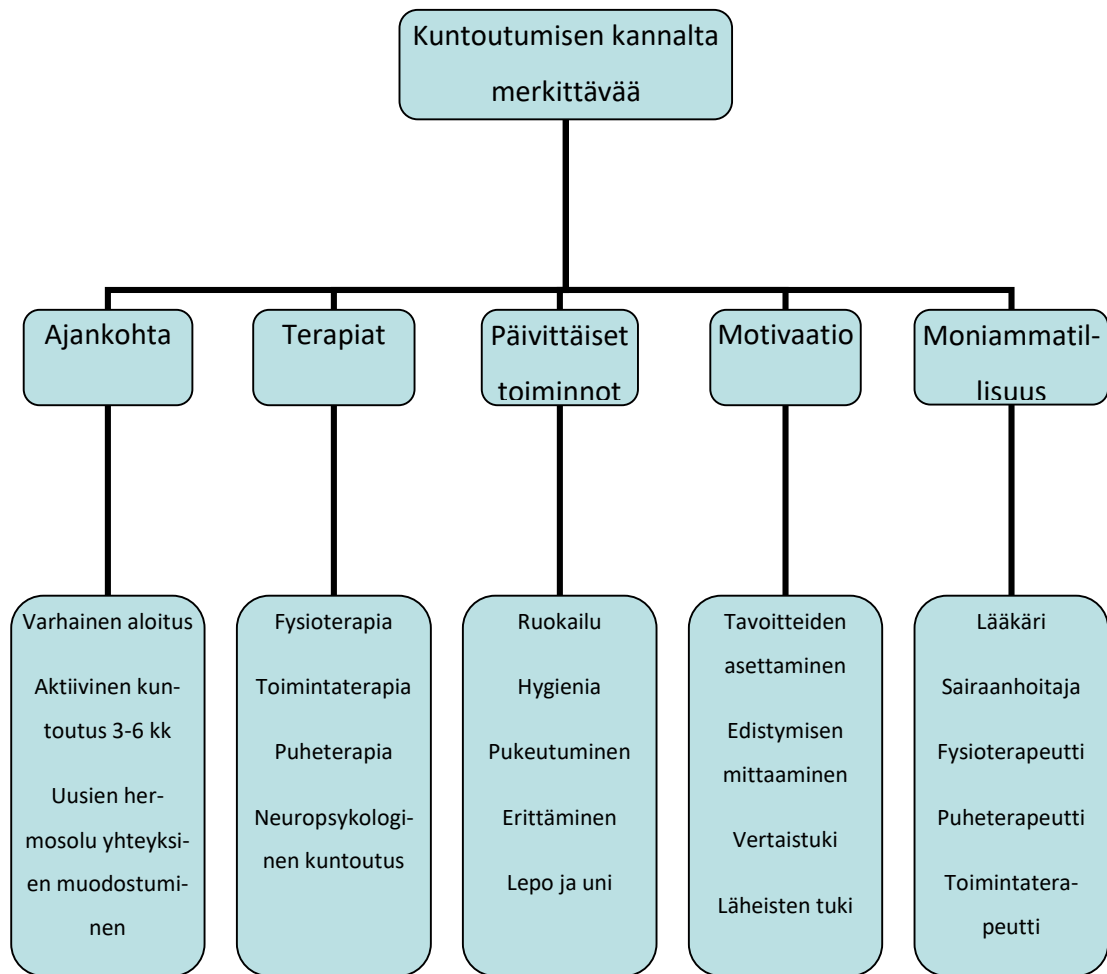 Kuntoutumisen kannalta
merkittävää
Ajankohta
Terapiat
Päivittäiset
toiminnot
Motivaatio
Moniammatil-
lisuus
Varhainen aloitus
Aktiivinen kun-
toutus 3-6 kk
Uusien her-
mosolu yhteyksi-
en muodostumi-
nen
Fysioterapia
Toimintaterapia
Puheterapia
Neuropsykologi-
nen kuntoutus
Ruokailu
Hygienia
Pukeutuminen
Erittäminen
Lepo ja uni
Tavoitteiden
asettaminen
Edistymisen
mittaaminen
Vertaistuki
Läheisten tuki
Lääkäri
Sairaanhoitaja
Fysioterapeutti
Puheterapeutti
Toimintatera-
peutti